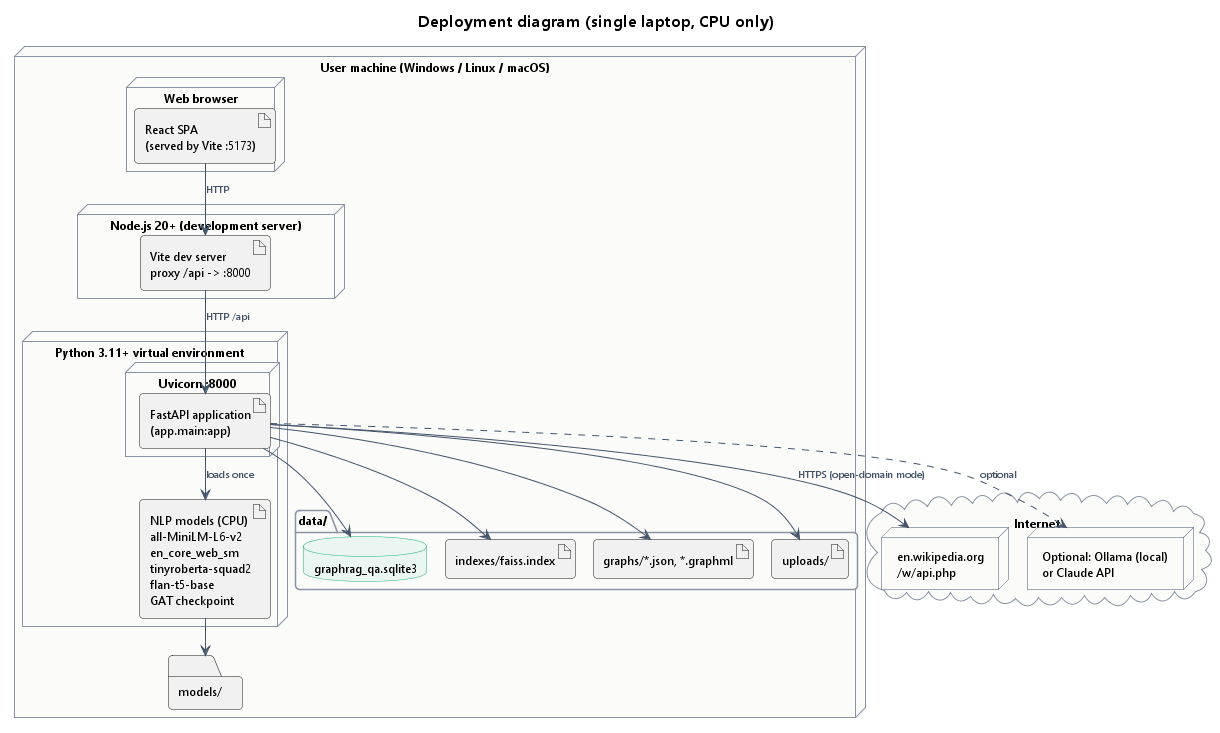 Deployment diagram (single laptop, CPU only)
User machine (Windows / Linux / macOS)
Web browser
React SPA
(served by Vite :5173)
HTTP
Node.js 20+ (development server)
Vite dev server
proxy /api -> :8000
HTTP /api
Python 3.11+ virtual environment
Uvicorn :8000
FastAPI application
(app.main:app)
loads once
HTTPS (open-domain mode)
optional
NLP models (CPU)
all-MiniLM-L6-v2
en_core_web_sm
tinyroberta-squad2
flan-t5-base
GAT checkpoint
data/
graphrag_qa.sqlite3
indexes/faiss.index
graphs/*.json, *.graphml
uploads/
Internet
en.wikipedia.org
/w/api.php
Optional: Ollama (local)
or Claude API
models/